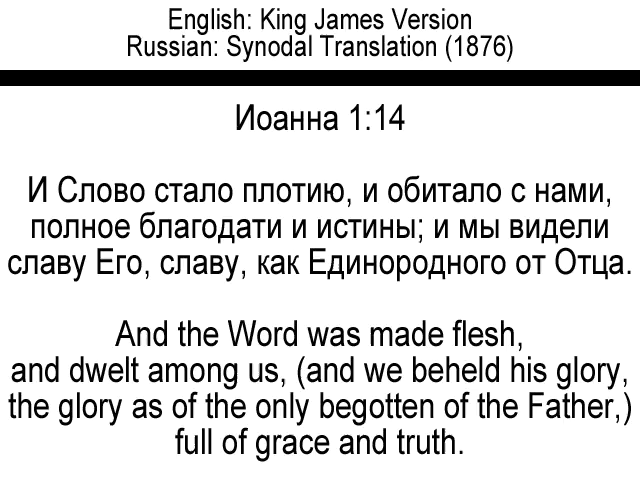 English: King James Version
Russian: Synodal Translation (1876)
Иоанна 1:14
И Слово стало плотию, и обитало с нами,
полное благодати и истины; и мы видели
славу Его, славу, как Единородного от Отца.
And the Word was made flesh,
and dwelt among us, (and we beheld his glory,
the glory as of the only begotten of the Father,)
full of grace and truth.